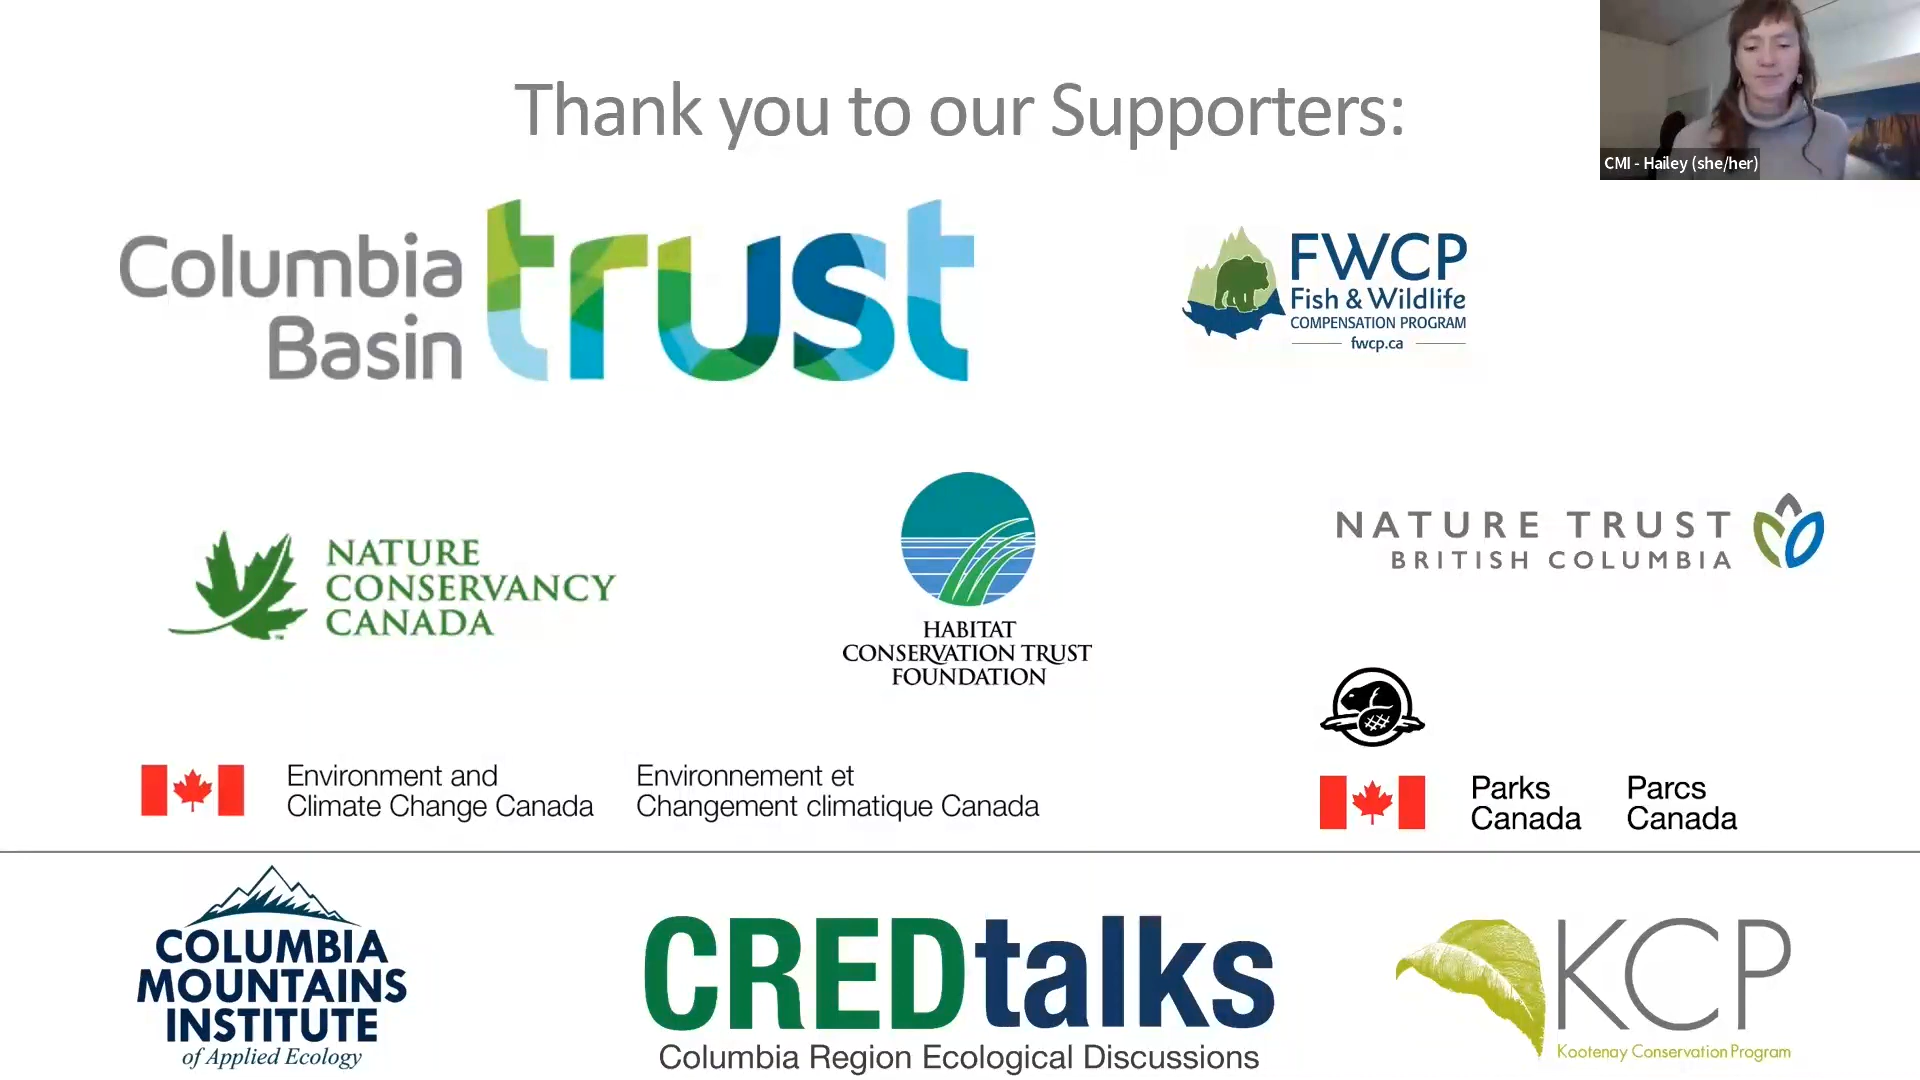 Thank you to our Supporters:
CMI - Hailey (she/her)
Columbia
Basin
trust
FWCP
Fish & Wildlife
COMPENSATION PROGRAM
fwcp.ca
NATURE
CONSERVANCY
CANADA
HABITAT
CONSERVATION TRUST
FOUNDATION
NATURE TRUST
BRITISH COLUMBIA
Environment and
Climate Change Canada
Environnement et
Changement climatique Canada
Parks
Canada
Parcs
Canada
COLUMBIA
MOUNTAINS
INSTITUTE
of Applied Ecology
CREDtalks
Columbia Region Ecological Discussions
KCP
Kootenay Conservation Program